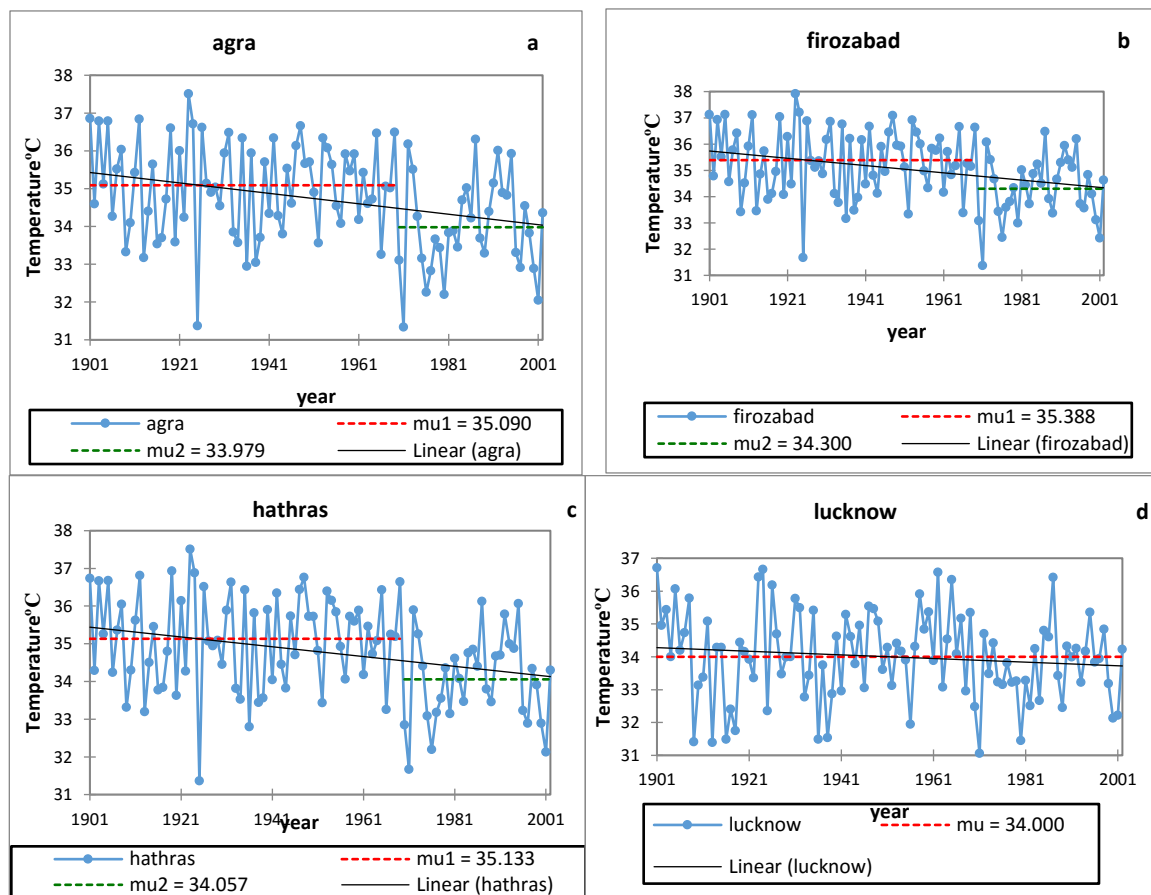 agra a
Temperature°C
38
37
36
35
34
33
32
31
1901 1921 1941 1961 1981 2001
year
agra mu1 = 35.090
mu2 = 33.979 Linear (agra)
firozabad b
Temperature°C
38
37
36
35
34
33
32
31
1901 1921 1941 1961 1981 2001
year
firozabad mu1 = 35.388
mu2 = 34.300 Linear (firozabad)
hathras c
Temperature°C
38
37
36
35
34
33
32
31
1901 1921 1941 1961 1981 2001
year
hathras mu1 = 35.133
mu2 = 34.057 Linear (hathras)
lucknow d
Temperature°C
37
36
35
34
33
32
31
1901 1921 1941 1961 1981 2001
year
lucknow mu = 34.000
Linear (lucknow)